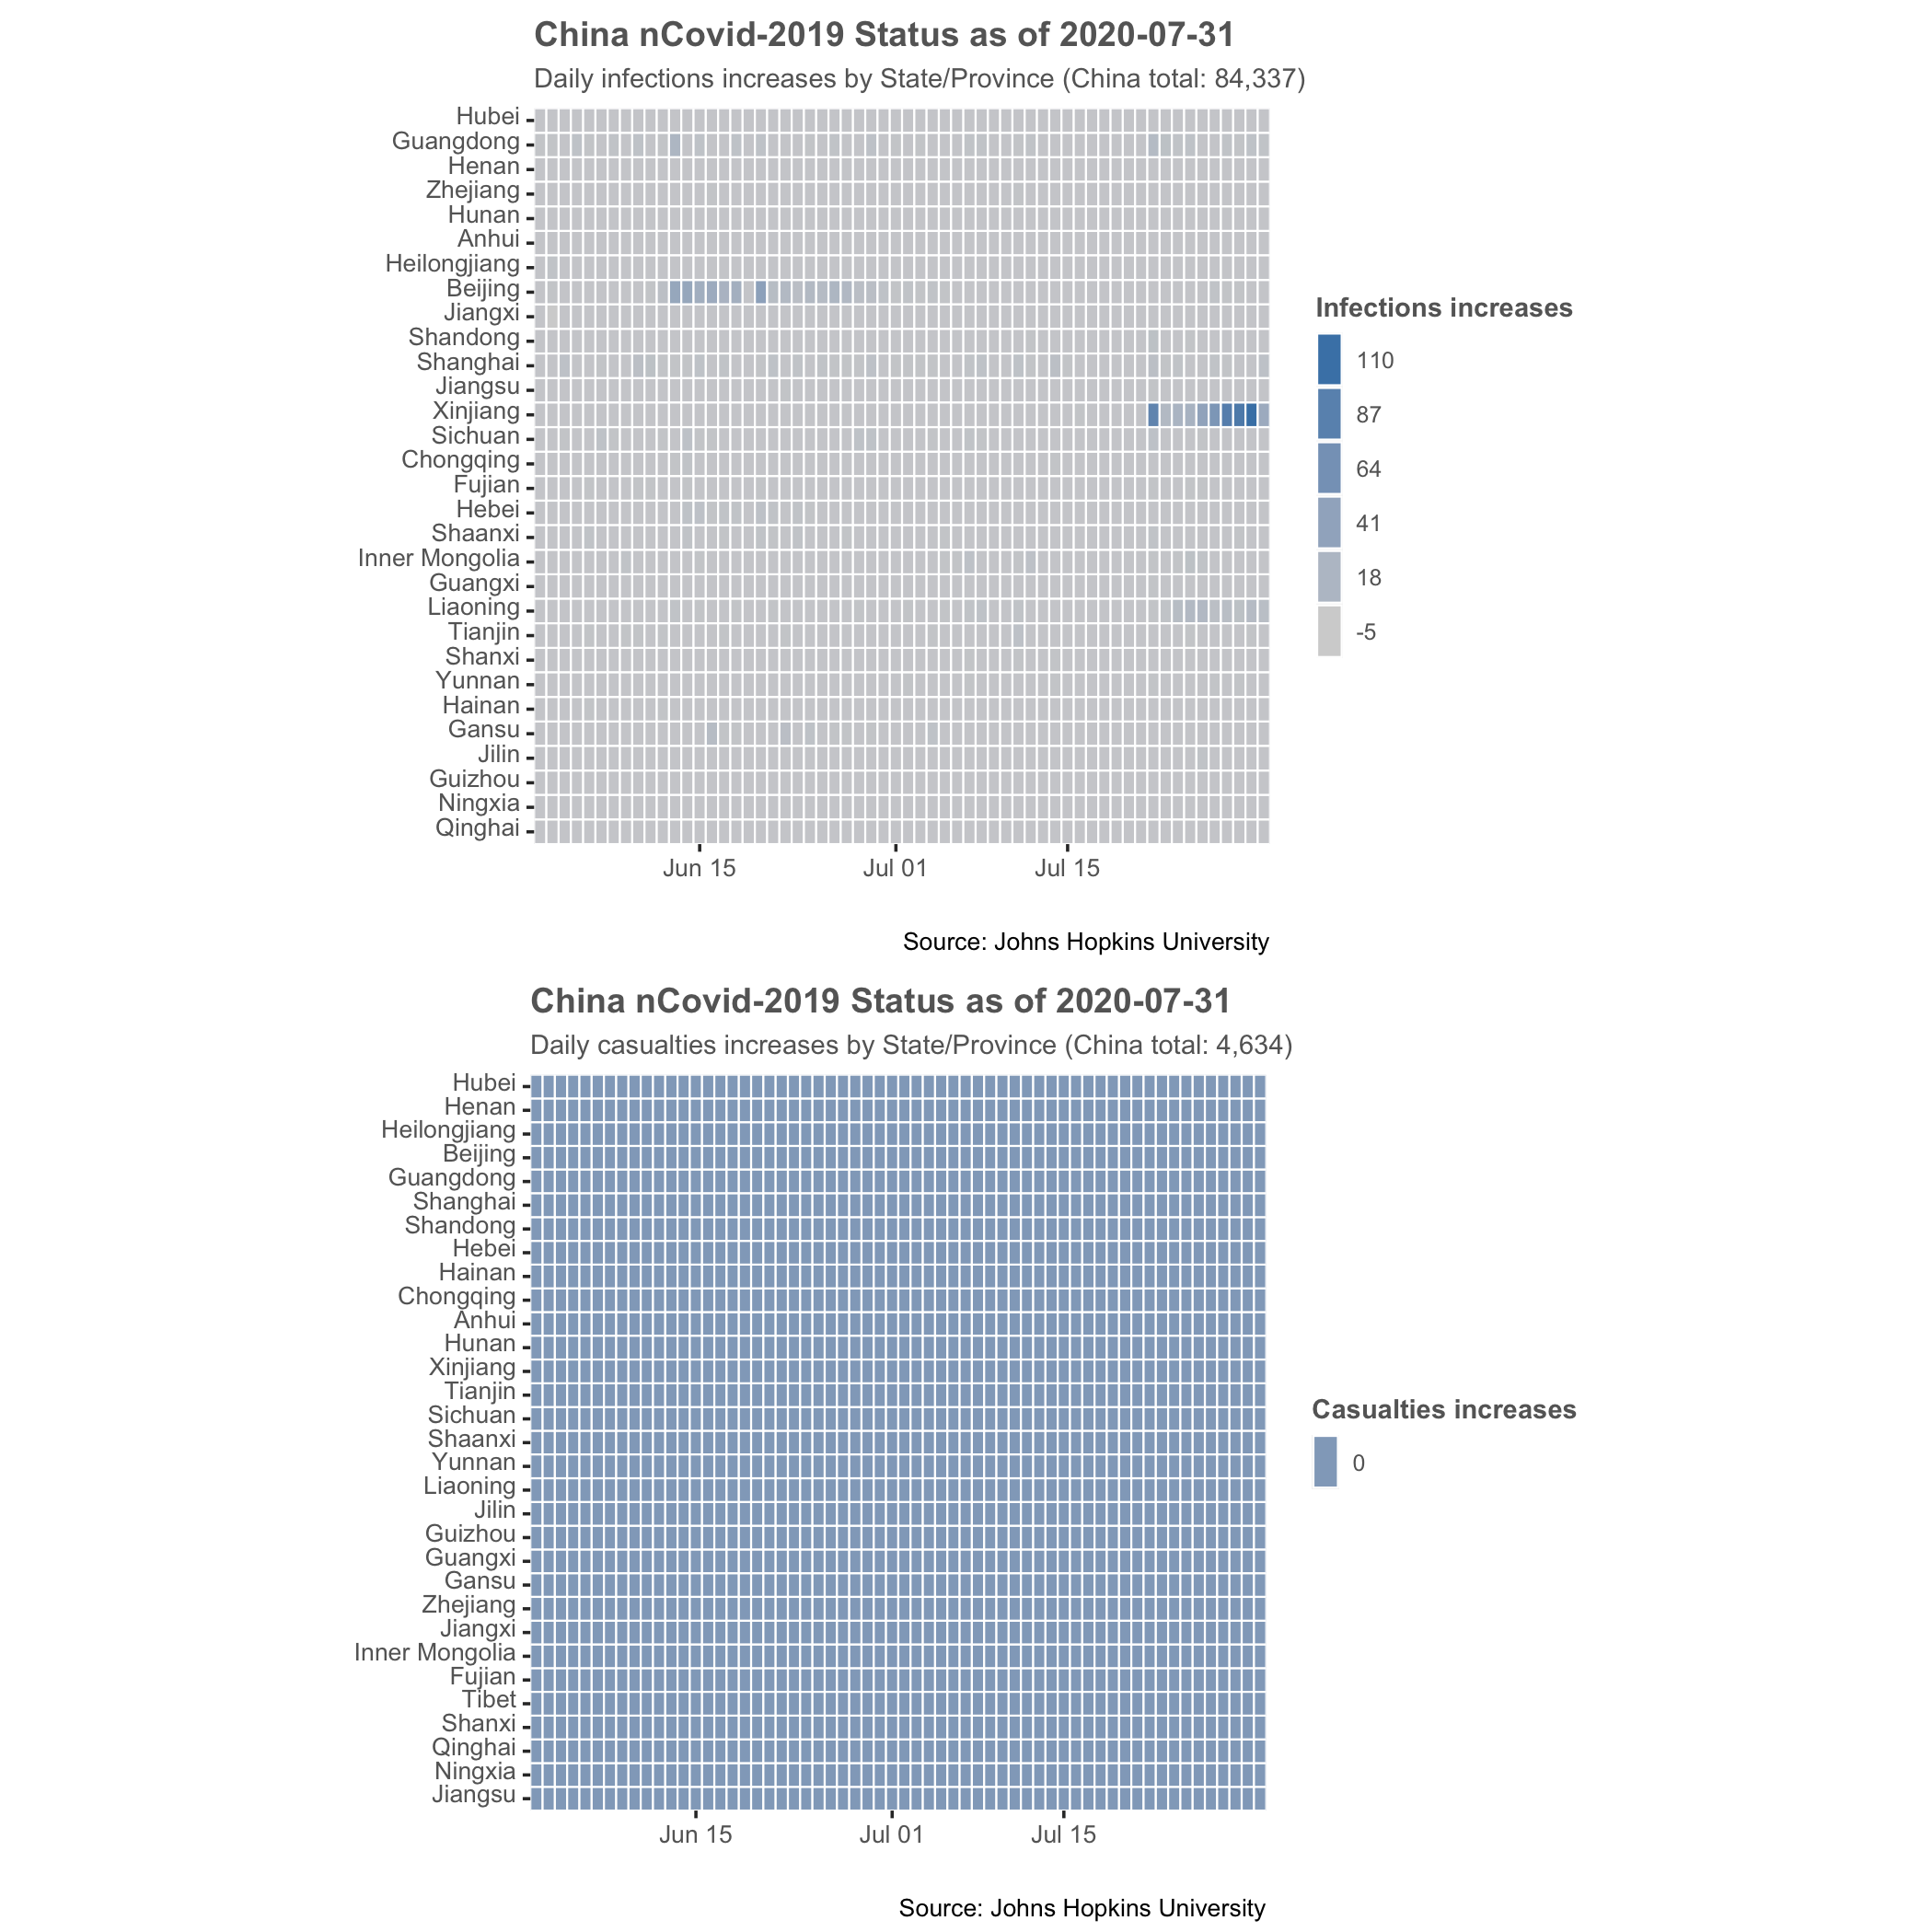 China nCovid-2019 Status as of 2020-07-31
Daily infections increases by State/Province (China total: 84,337)
Hubei
Guangdong
Henan
Zhejiang
Hunan
Anhui
Heilongjiang
Beijing
Jiangxi
Shandong
Shanghai
Jiangsu
Xinjiang
Sichuan
Chongqing
Fujian
Hebei
Shaanxi
Inner Mongolia
Guangxi
Liaoning
Tianjin
Shanxi
Yunnan
Hainan
Gansu
Jilin
Guizhou
Ningxia
Qinghai
Jun 15 Jul 01 Jul 15
Infections increases
110
87
64
41
18
-5
Source: Johns Hopkins University
China nCovid-2019 Status as of 2020-07-31
Daily casualties increases by State/Province (China total: 4,634)
Hubei
Henan
Heilongjiang
Beijing
Guangdong
Shanghai
Shandong
Hebei
Hainan
Chongqing
Anhui
Hunan
Xinjiang
Tianjin
Sichuan
Shaanxi
Yunnan
Liaoning
Jilin
Guizhou
Guangxi
Gansu
Zhejiang
Jiangxi
Inner Mongolia
Fujian
Tibet
Shanxi
Qinghai
Ningxia
Jiangsu
Jun 15 Jul 01 Jul 15
Casualties increases
0
Source: Johns Hopkins University